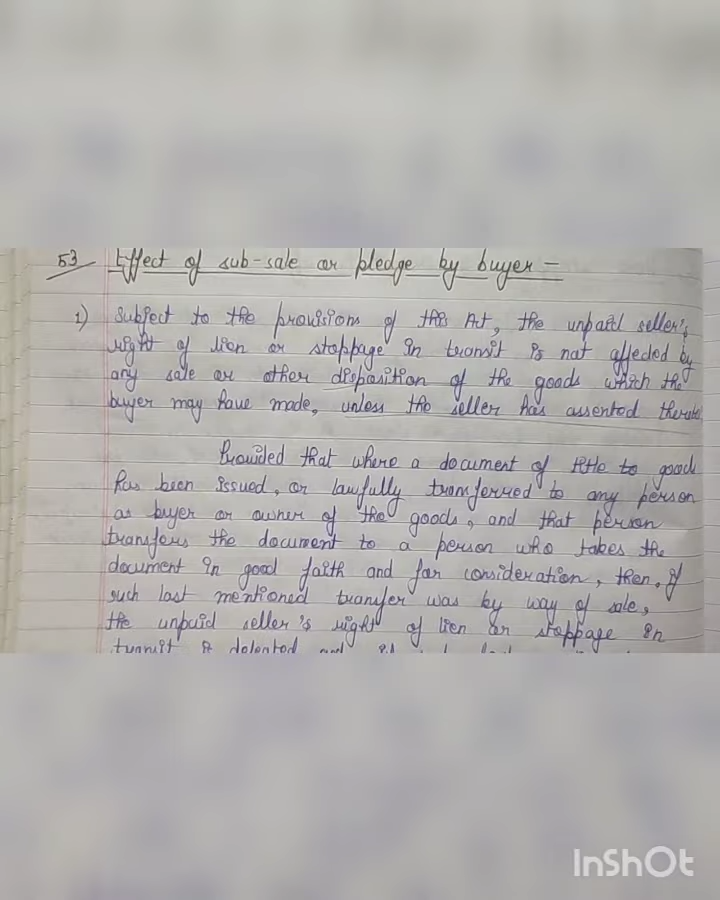 53 Effect of sub-sale or pledge by buyer –
1) Subject to the provisions of this Act, the unpaid seller's
right of lien or stoppage in transit is not affected by
any sale or other disposition of the goods which the
buyer may have made, unless the seller has assented thereto
Provided that where a document of title to good
has been issued, or lawfully transferred to any person
as buyer or owner of the goods, and that person
transfers the document to a person who takes the
document in good faith and for consideration, then, if
such last mentioned transfer was by way of sale,
the unpaid seller's right of lien or stoppage in
transit is defeated and
InShOt